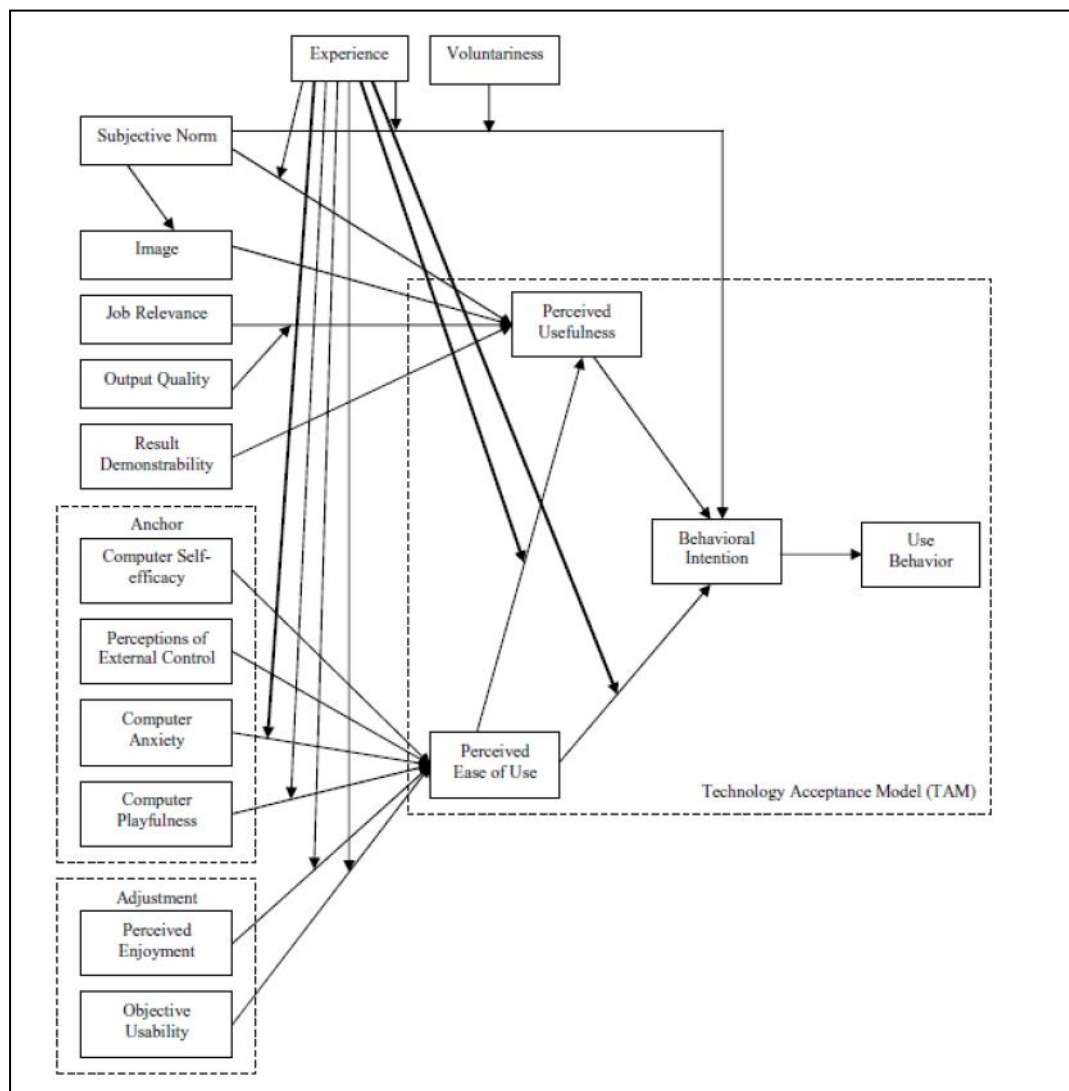 Experience
Voluntariness
Subjective Norm
Image
Job Relevance
Output Quality
Result
Demonstrability
Perceived
Usefulness
Anchor
Computer Self-
efficacy
Perceptions of
External Control
Computer
Anxiety
Computer
Playfulness
Behavioral
Intention
Use
Behavior
Perceived
Ease of Use
Technology Acceptance Model (TAM)
Adjustment
Perceived
Enjoyment
Objective
Usability